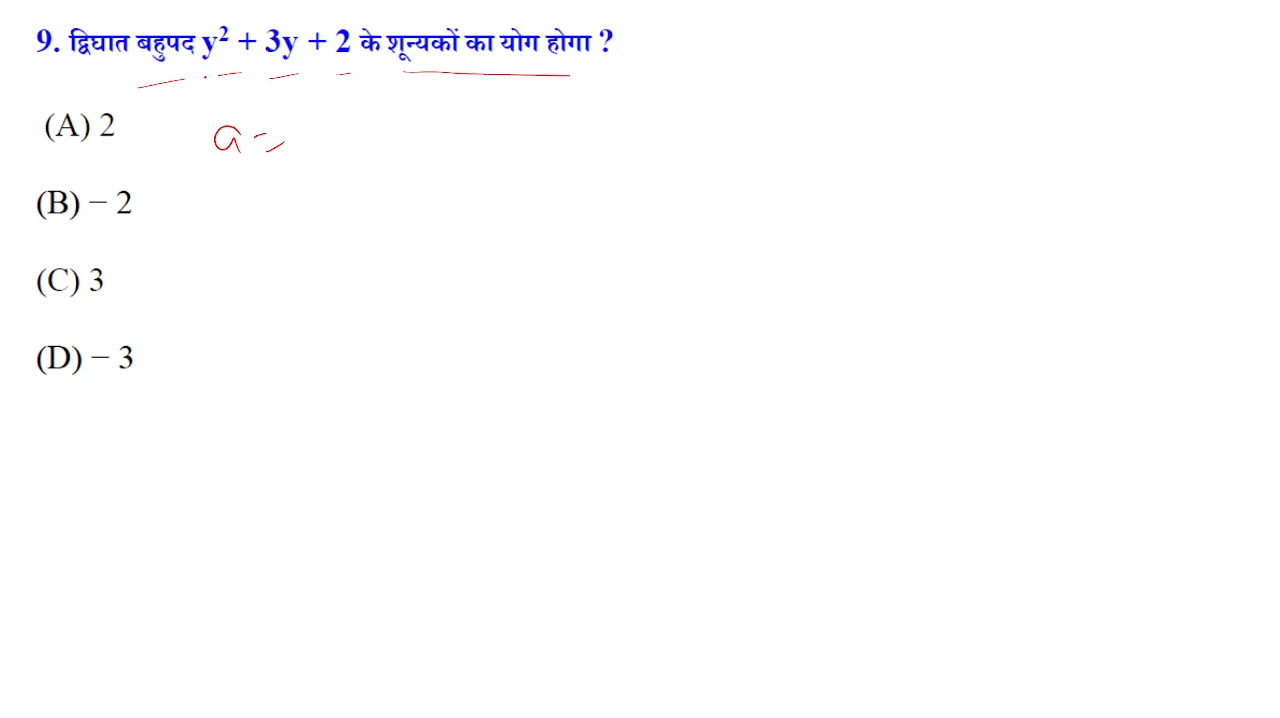 9. द्विघात बहुपद y² + 3y + 2 के शून्यकों का योग होगा ?
(A) 2
a =
(B) − 2
(C) 3
(D) − 3